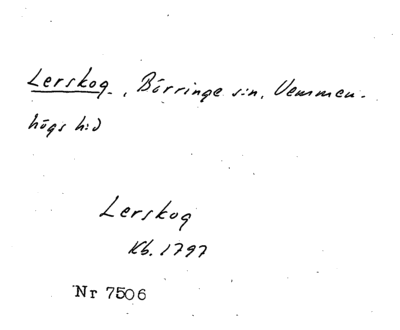 Lerskog, Börringe s:n, Vemmen-
högs h:d
Lerskog
Kb. 1797
Nr 7506